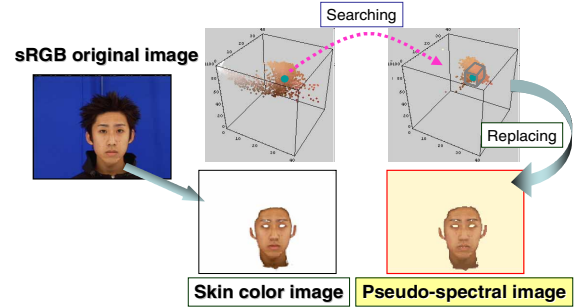 Searching
sRGB original image
Replacing
Skin color image
Pseudo-spectral image